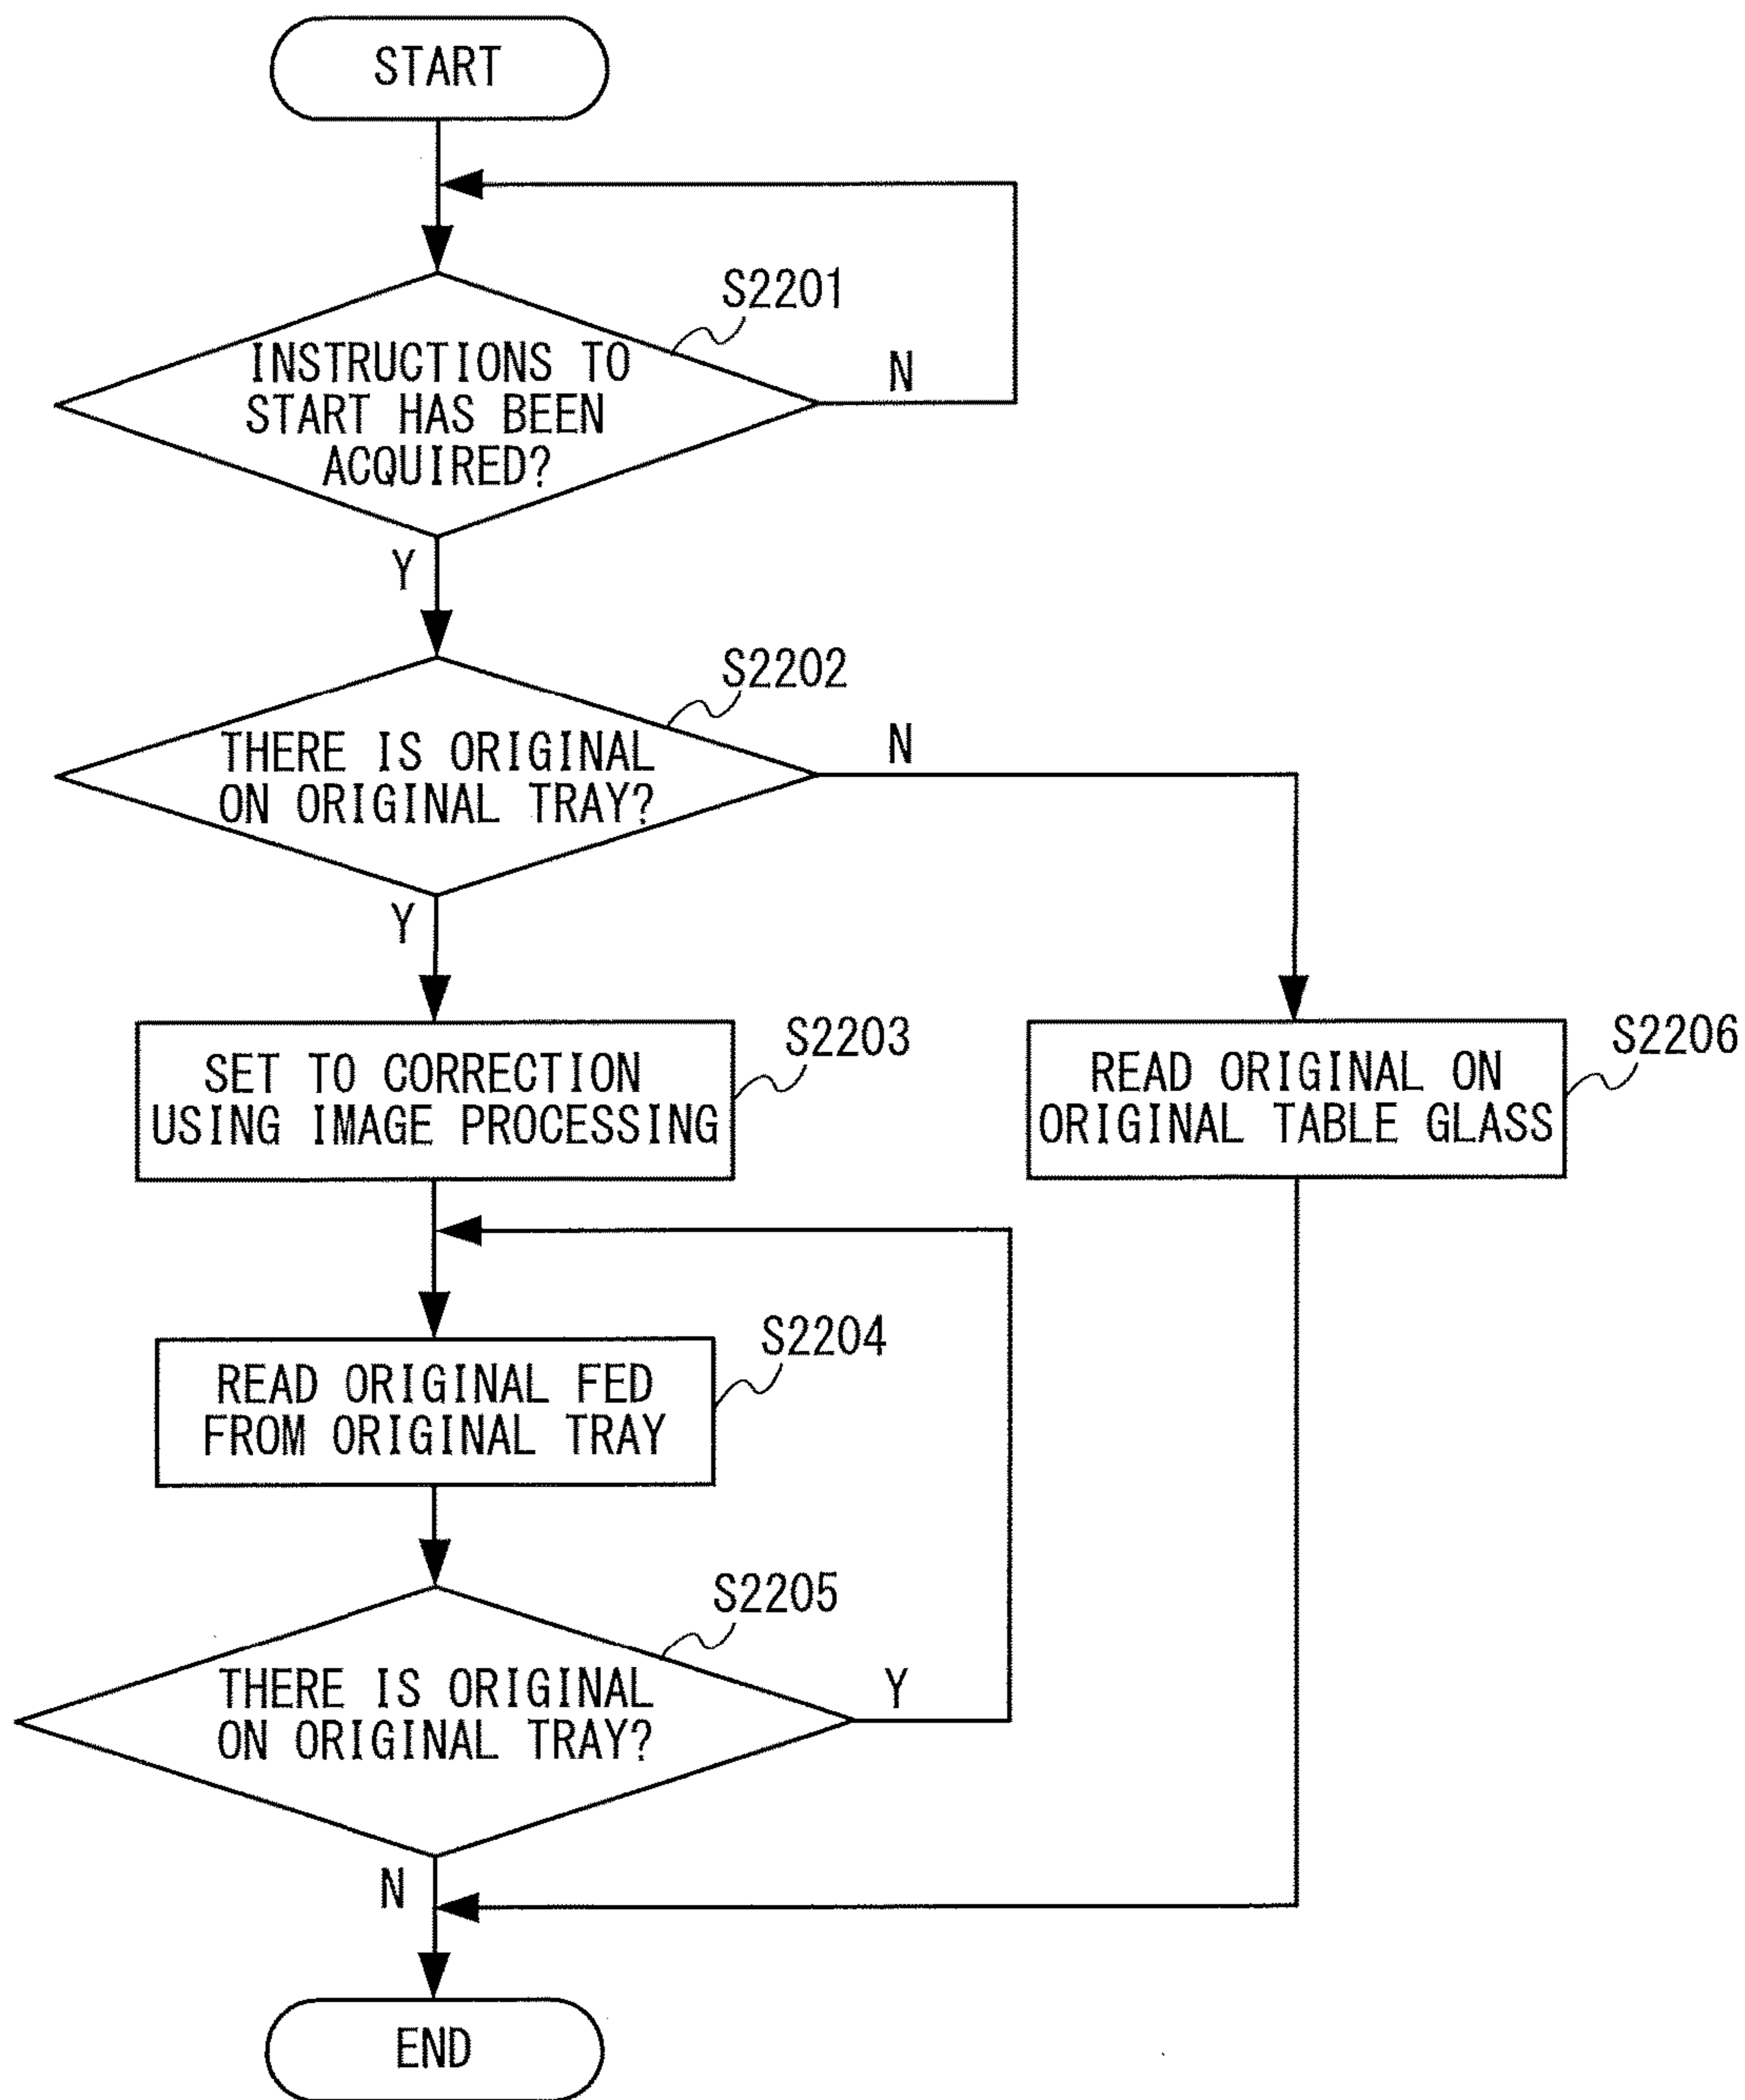 START
S2201
INSTRUCTIONS TO
START HAS BEEN
ACQUIRED?
N
Y
S2202
THERE IS ORIGINAL
ON ORIGINAL TRAY?
N
Y
S2203
SET TO CORRECTION
USING IMAGE PROCESSING
S2206
READ ORIGINAL ON
ORIGINAL TABLE GLASS
S2204
READ ORIGINAL FED
FROM ORIGINAL TRAY
S2205
THERE IS ORIGINAL
ON ORIGINAL TRAY?
Y
N
END